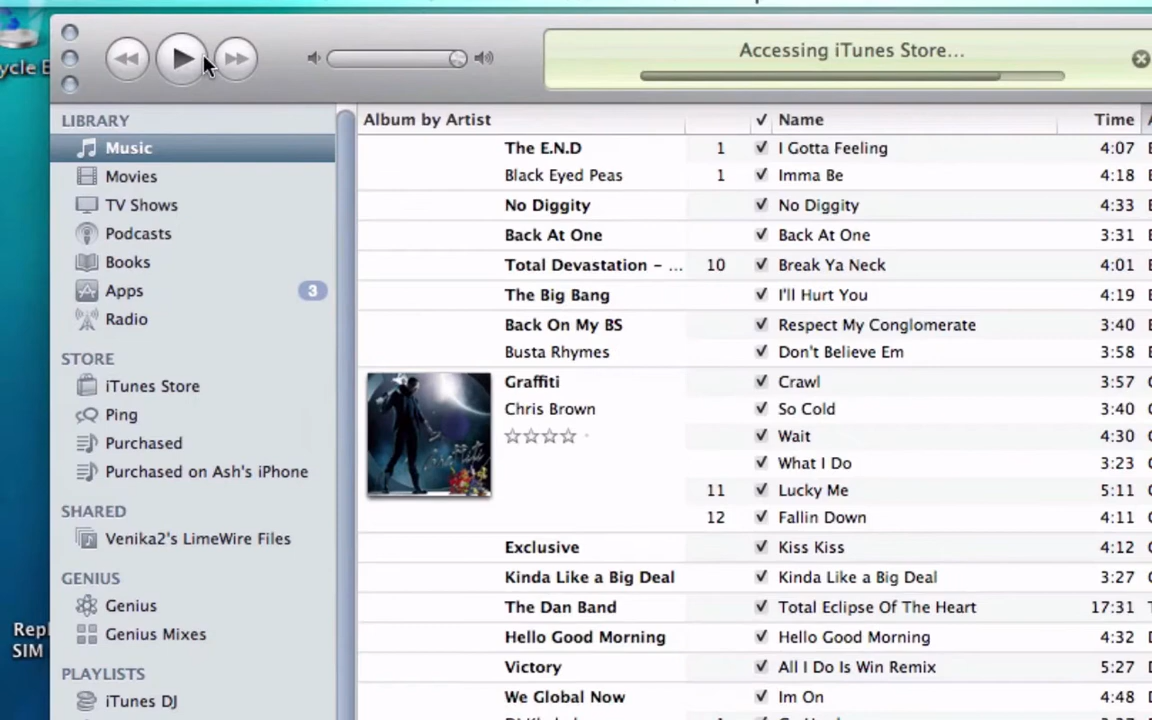 Accessing iTunes Store...
LIBRARY
Music
Movies
TV Shows
Podcasts
Books
Apps 3
Radio
STORE
iTunes Store
Ping
Purchased
Purchased on Ash's iPhone
SHARED
Venika2's LimeWire Files
GENIUS
Genius
Genius Mixes
PLAYLISTS
iTunes DJ
Album by Artist ✓ Name Time
The E.N.D 1 ✓ I Gotta Feeling 4:07
Black Eyed Peas 1 ✓ Imma Be 4:18
No Diggity ✓ No Diggity 4:33
Back At One ✓ Back At One 3:31
Total Devastation – ... 10 ✓ Break Ya Neck 4:01
The Big Bang ✓ I'll Hurt You 4:19
Back On My BS ✓ Respect My Conglomerate 3:40
Busta Rhymes ✓ Don't Believe Em 3:58
Graffiti ✓ Crawl 3:57
Chris Brown ✓ So Cold 3:40
✓ Wait 4:30
✓ What I Do 3:23
11 ✓ Lucky Me 5:11
12 ✓ Fallin Down 4:11
Exclusive ✓ Kiss Kiss 4:12
Kinda Like a Big Deal ✓ Kinda Like a Big Deal 3:27
The Dan Band ✓ Total Eclipse Of The Heart 17:31
Hello Good Morning ✓ Hello Good Morning 4:32
Victory ✓ All I Do Is Win Remix 5:27
We Global Now ✓ Im On 4:48
SIM